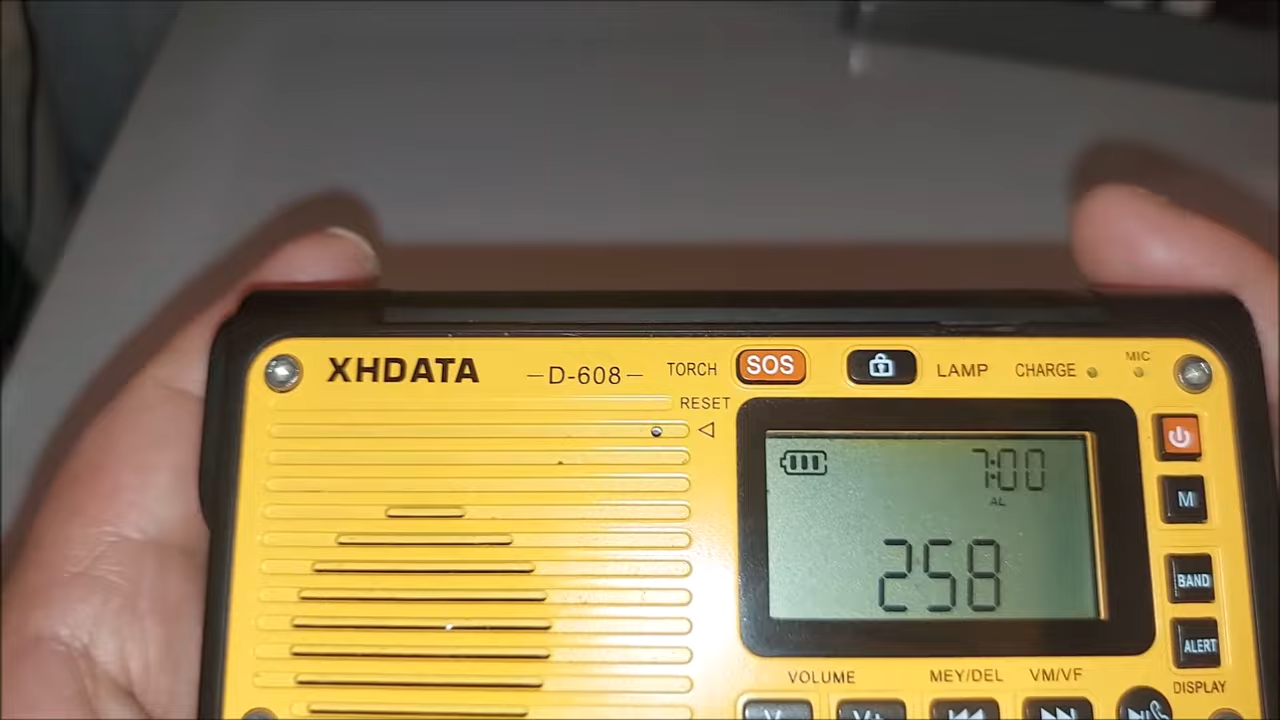 XHDATA
—D-608—
TORCH
SOS
LAMP
CHARGE
MIC
RESET
7:00
AL
258
M
BAND
ALERT
VOLUME
MEY/DEL
VM/VF
DISPLAY
V-
V+